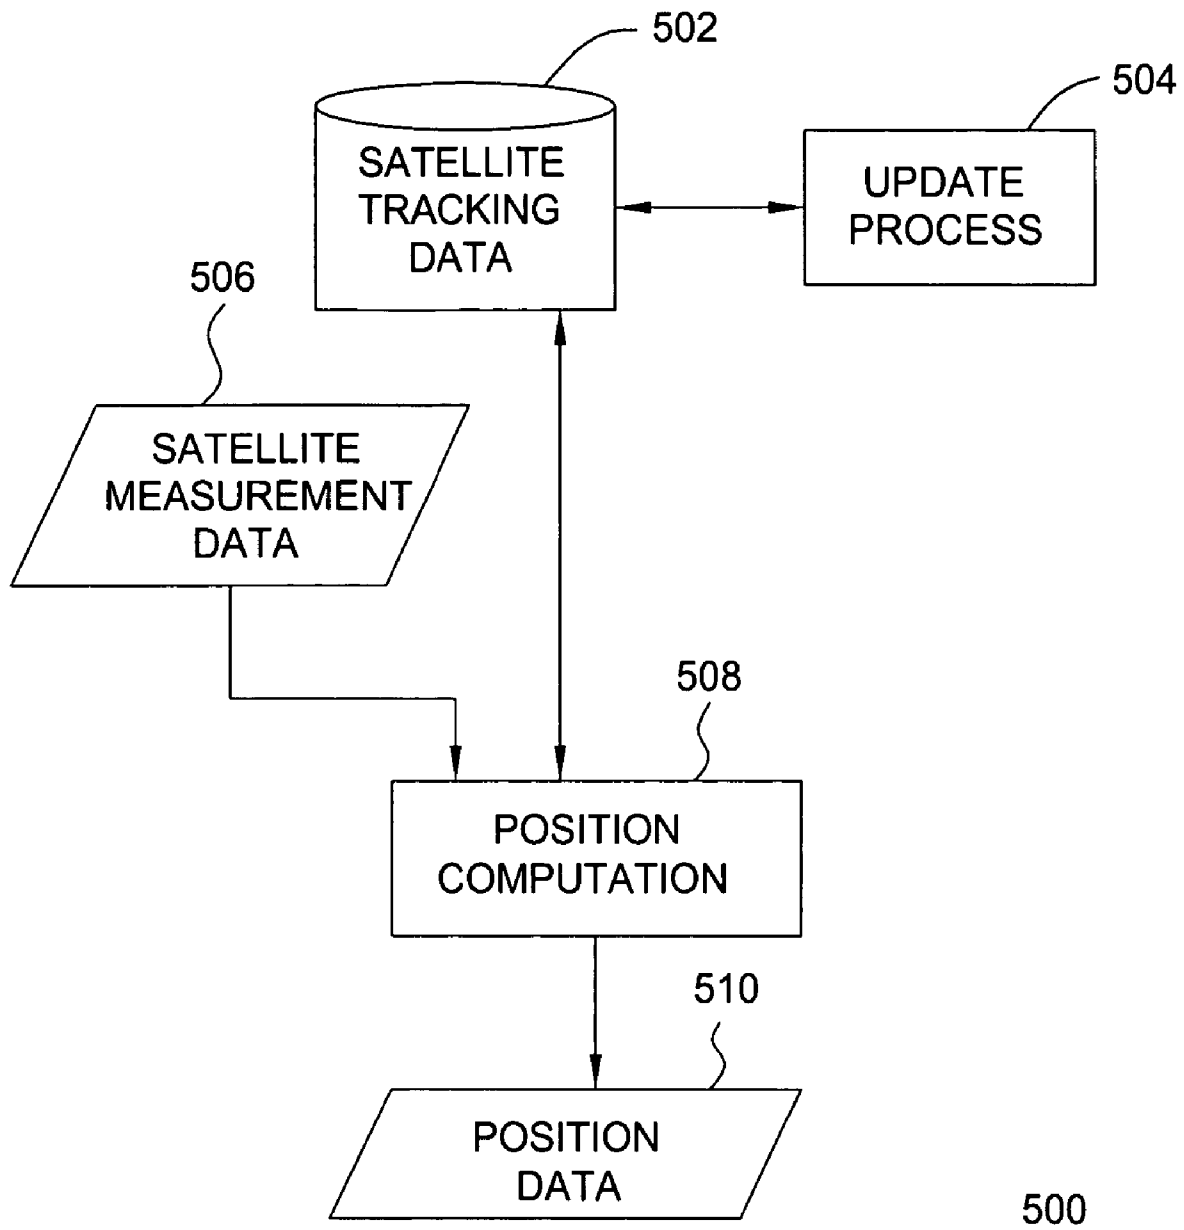 502
504
SATELLITE
TRACKING
DATA
UPDATE
PROCESS
506
SATELLITE
MEASUREMENT
DATA
508
POSITION
COMPUTATION
510
POSITION
DATA
500